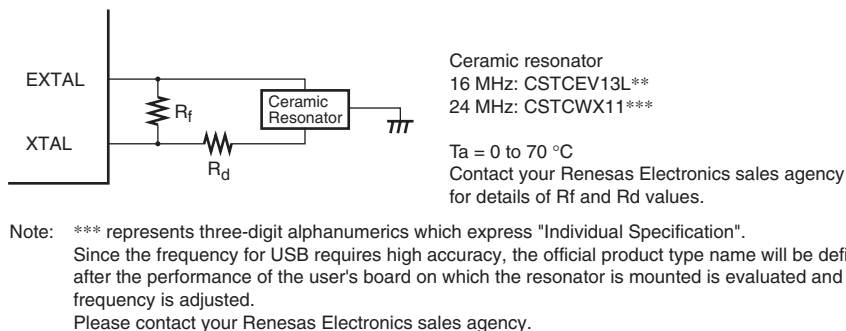 EXTAL
Rf
XTAL
Rd
Ceramic
Resonator
Ceramic resonator
16 MHz: CSTCEV13L**
24 MHz: CSTCWX11***
Ta = 0 to 70 °C
Contact your Renesas Electronics sales agency
for details of Rf and Rd values.
Note: *** represents three-digit alphanumerics which express "Individual Specification".
Since the frequency for USB requires high accuracy, the official product type name will be defi
after the performance of the user's board on which the resonator is mounted is evaluated and
frequency is adjusted.
Please contact your Renesas Electronics sales agency.